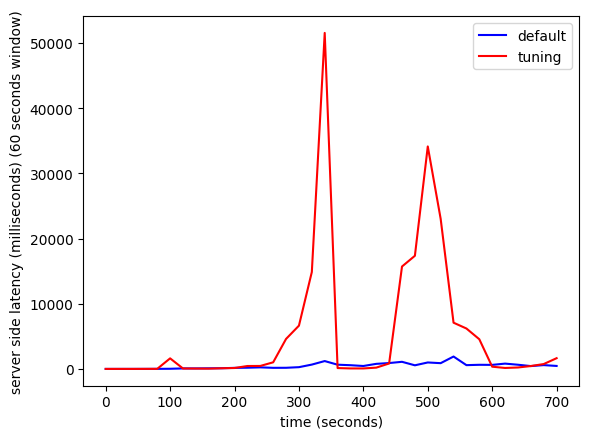 server side latency (milliseconds) (60 seconds window)
50000
40000
30000
20000
10000
0
default
tuning
0 100 200 300 400 500 600 700
time (seconds)